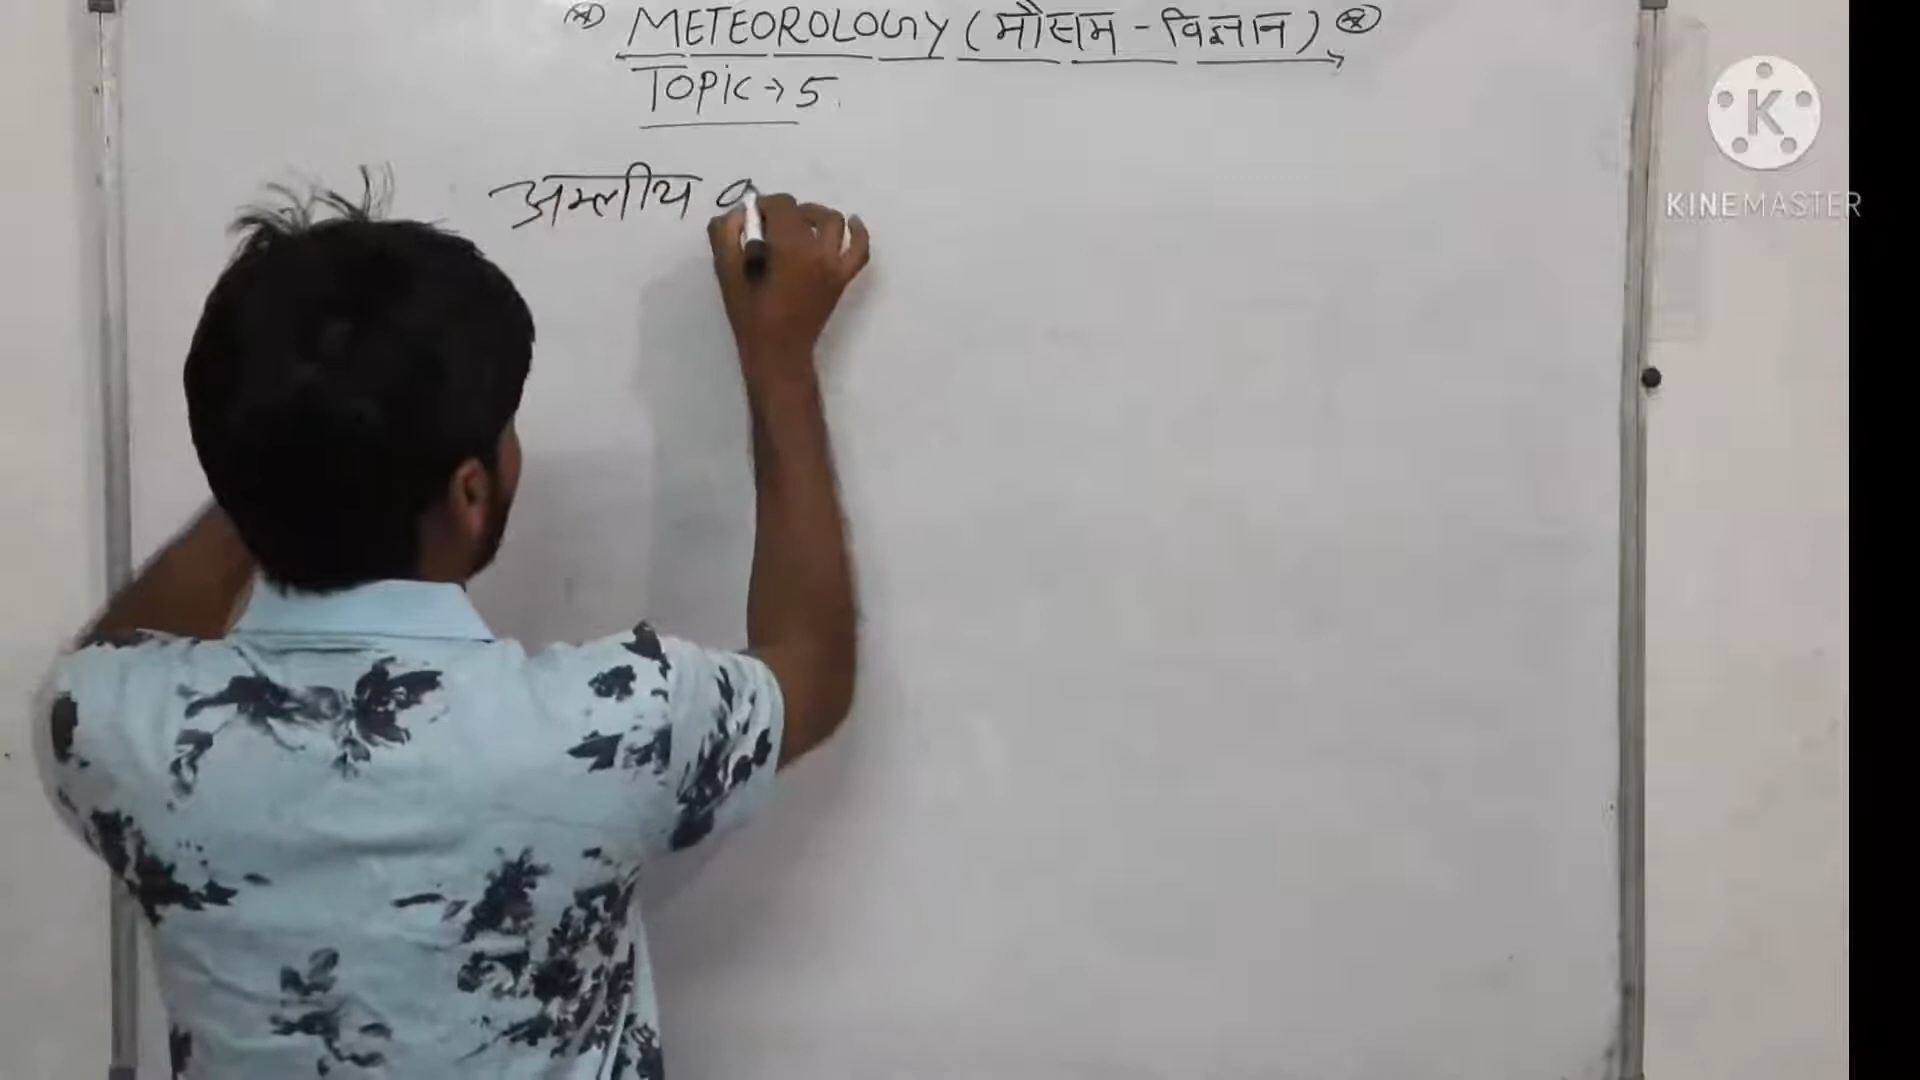 METEOROLOGY (मौसम - विज्ञान)
Topic → 5.
अम्लीय
K
KINEMASTER